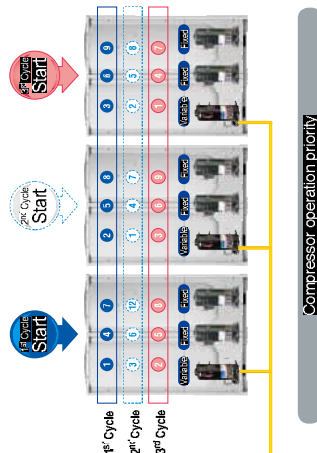 1st Cycle
Start
2nd Cycle
Start
3rd Cycle
Start
1st Cycle 1 4 7 2 5 8 3 6 9
2nd Cycle 3 6 12 1 4 7 2 5 8
3rd Cycle 2 5 8 3 6 9 1 4 7
Variable Fixed Fixed Variable Fixed Fixed Variable Fixed Fixed
Compressor operation priority